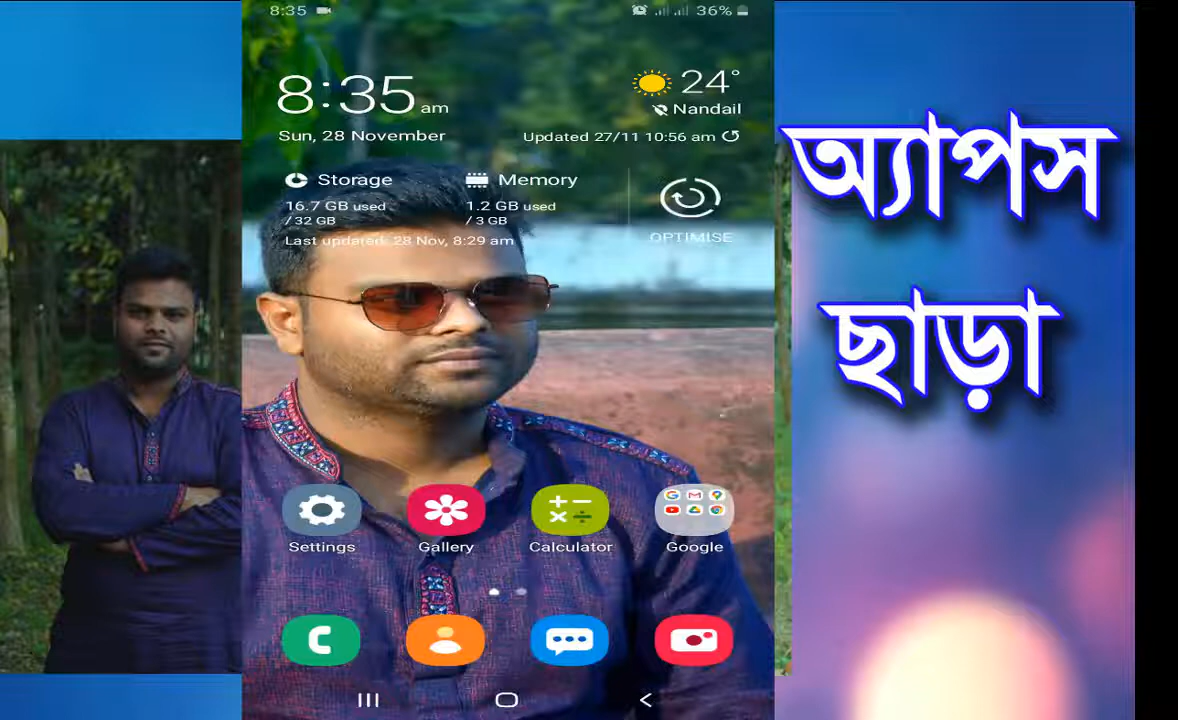 8:35
36%
8:35 am
24°
Nandail
Sun, 28 November
Updated 27/11 10:56 am
Storage
Memory
16.7 GB used
/ 32 GB
1.2 GB used
/ 3 GB
OPTIMISE
Last updated: 28 Nov, 8:29 am
Settings
Gallery
Calculator
Google
অ্যাপস
ছাড়া